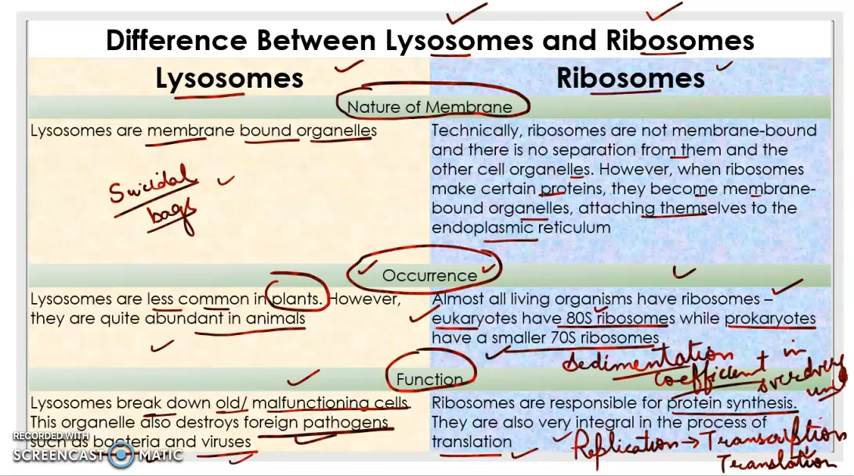 Difference Between Lysosomes and Ribosomes
Lysosomes
Ribosomes
Nature of Membrane
Lysosomes are membrane bound organelles
Suicidal
bags
Technically, ribosomes are not membrane-bound
and there is no separation from them and the
other cell organelles. However, when ribosomes
make certain proteins, they become membrane-
bound organelles, attaching themselves to the
endoplasmic reticulum
Occurrence
Lysosomes are less common in plants. However,
they are quite abundant in animals
Almost all living organisms have ribosomes –
eukaryotes have 80S ribosomes while prokaryotes
have a smaller 70S ribosomes
Sedimentation
coefficient in
Function
Lysosomes break down old/ malfunctioning cells
This organelle also destroys foreign pathogens
such as bacteria and viruses
Ribosomes are responsible for protein synthesis.
They are also very integral in the process of
translation
Replication → Transcription
Translation
RECORDED WITH
SCREENCAST MATIC